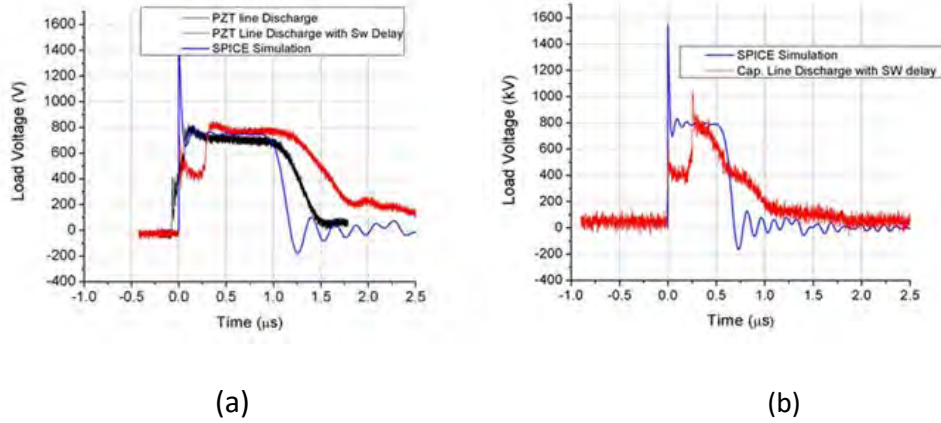 PZT line Discharge
PZT Line Discharge with Sw Delay
SPICE Simulation
Load Voltage (V)
1600
1400
1200
1000
800
600
400
200
0
-200
-400
-1.0 -0.5 0.0 0.5 1.0 1.5 2.0 2.5
Time (µs)
(a)
SPICE Simulation
Cap. Line Discharge with SW delay
Load Voltage (kV)
1600
1400
1200
1000
800
600
400
200
0
-200
-400
-1.0 -0.5 0.0 0.5 1.0 1.5 2.0 2.5
Time (µs)
(b)